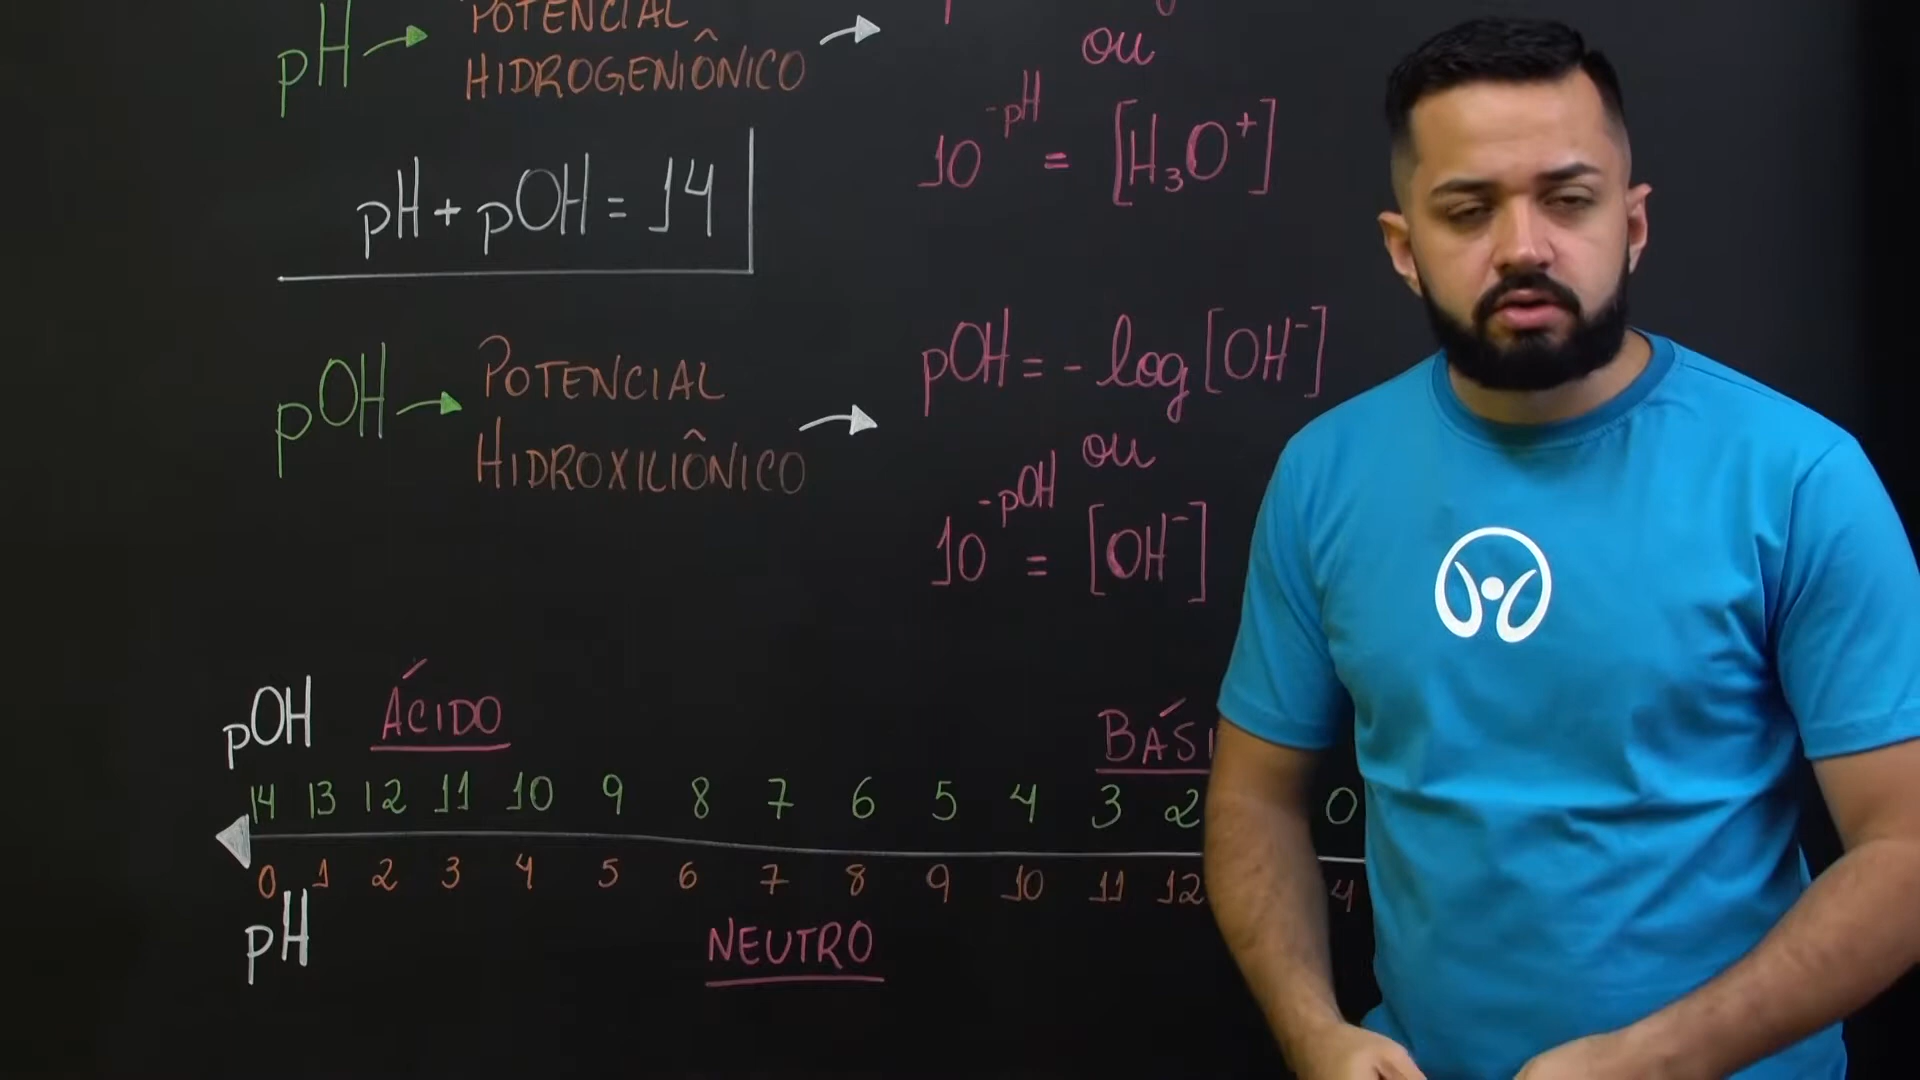 pH → POTENCIAL
HIDROGENIÔNICO →
ou
10^-pH = [H₃O⁺]
pH + pOH = 14
pOH → POTENCIAL
HIDROXILIÔNICO →
pOH = - log [OH⁻]
ou
10^-pOH = [OH⁻]
pOH ÁCIDO BÁSI
14 13 12 11 10 9 8 7 6 5 4 3 2 0
0 1 2 3 4 5 6 7 8 9 10 11 12 4
pH NEUTRO